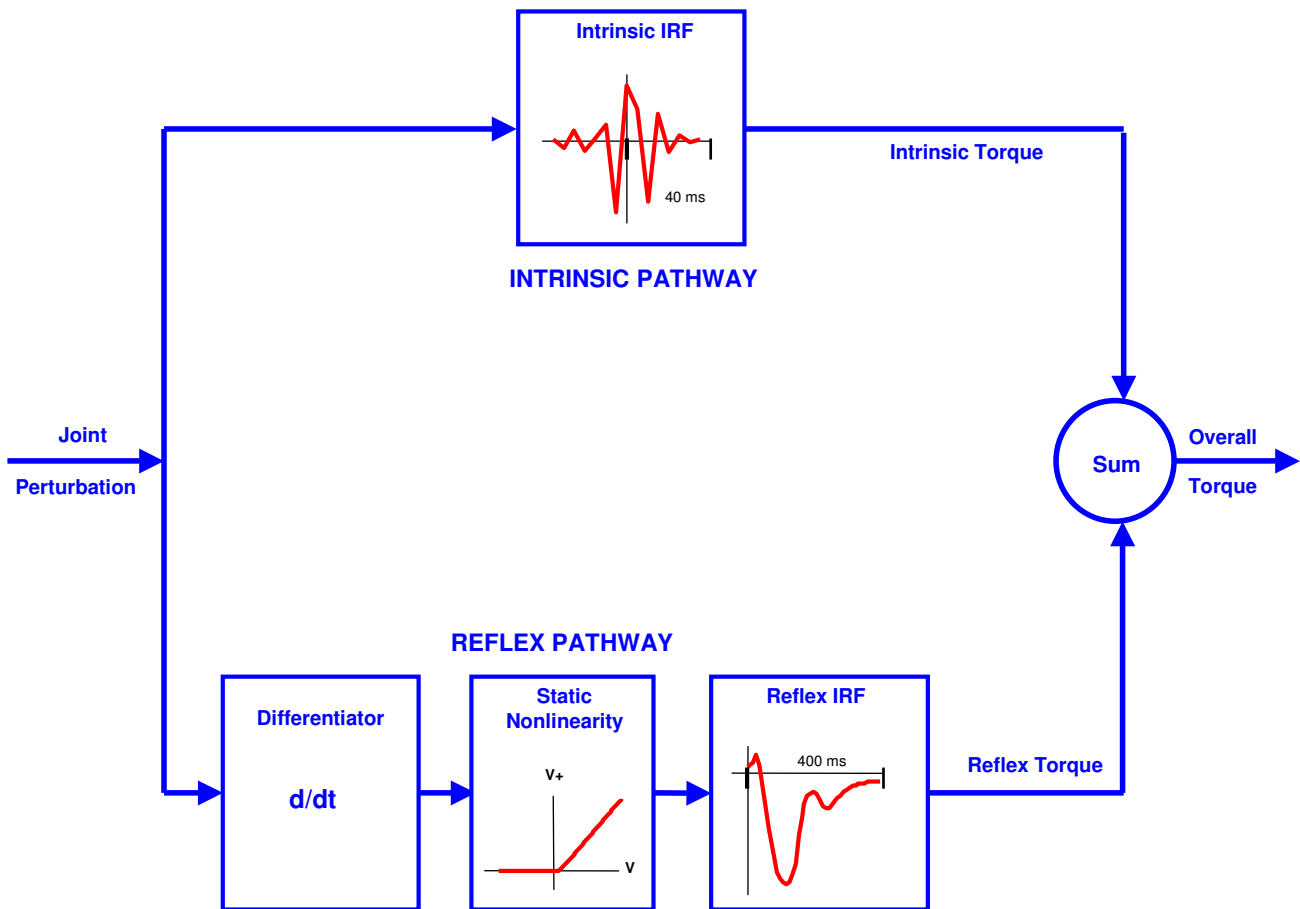 Intrinsic IRF
40 ms
Intrinsic Torque
INTRINSIC PATHWAY
Joint
Perturbation
Sum
Overall
Torque
REFLEX PATHWAY
Differentiator
d/dt
Static
Nonlinearity
V+
V
Reflex IRF
400 ms
Reflex Torque